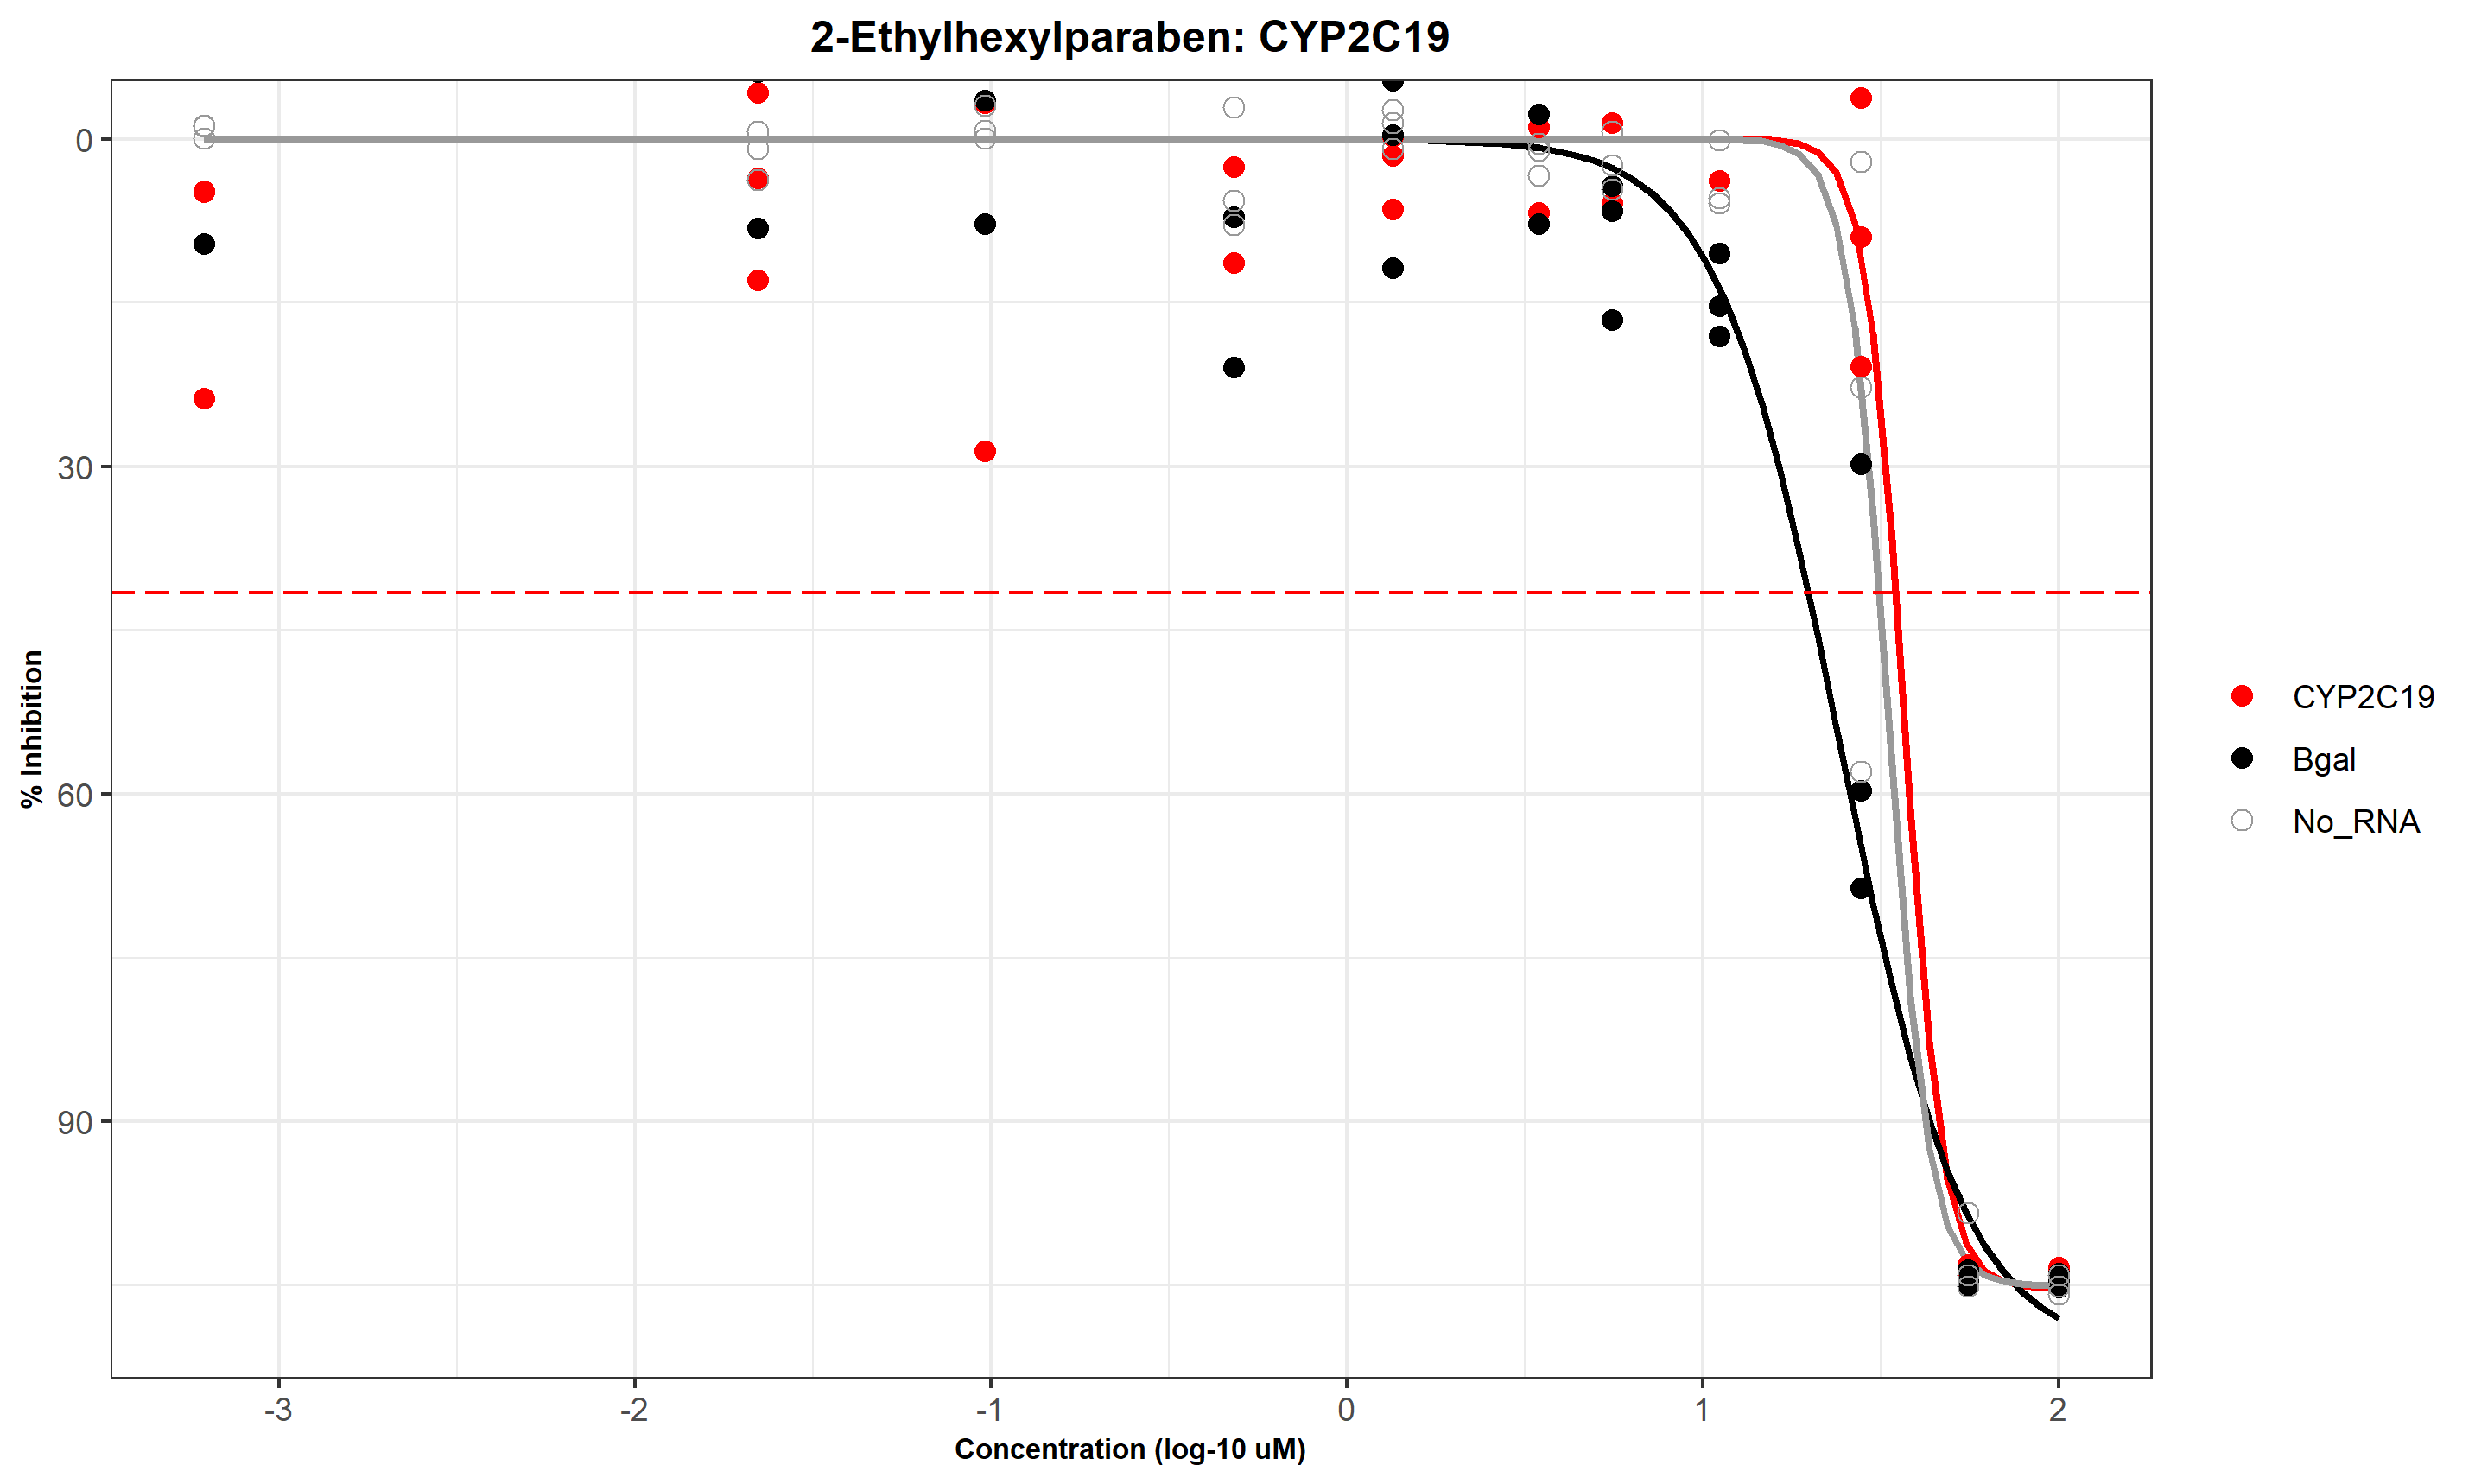 2-Ethylhexylparaben: CYP2C19
% Inhibition
0
30
60
90
-3
-2
-1
0
1
2
Concentration (log-10 uM)
CYP2C19
Bgal
No_RNA